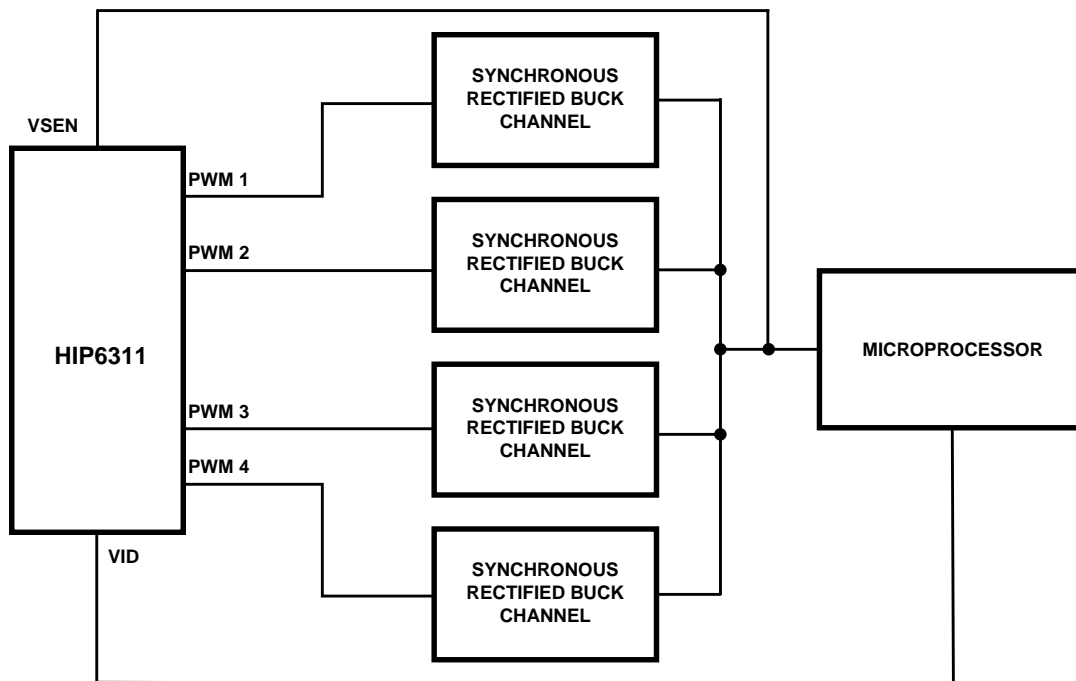 VSEN
HIP6311
PWM 1
PWM 2
PWM 3
PWM 4
VID
SYNCHRONOUS
RECTIFIED BUCK
CHANNEL
SYNCHRONOUS
RECTIFIED BUCK
CHANNEL
SYNCHRONOUS
RECTIFIED BUCK
CHANNEL
SYNCHRONOUS
RECTIFIED BUCK
CHANNEL
MICROPROCESSOR